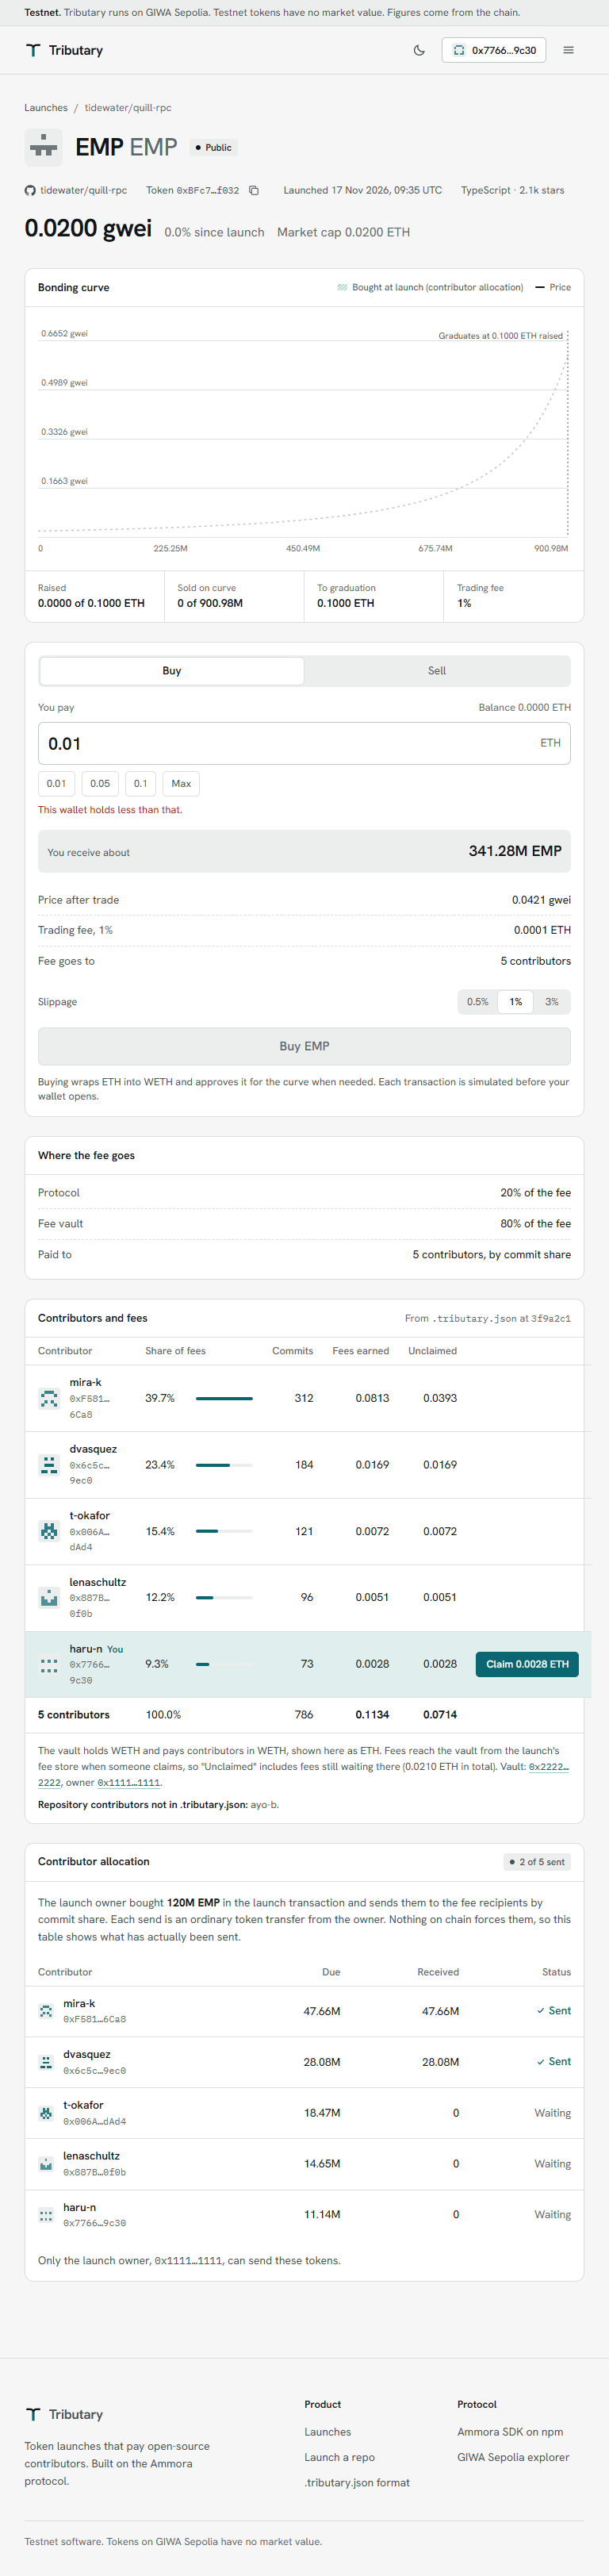 Testnet. Tributary runs on GIWA Sepolia. Testnet tokens have no market value. Figures come from the chain.
Tributary
0x7766…9c30
Launches / tidewater/quill-rpc
EMP EMP
Public
tidewater/quill-rpc
Token 0xBFc7…f032
Launched 17 Nov 2026, 09:35 UTC
TypeScript · 2.1k stars
0.0200 gwei
0.0% since launch
Market cap 0.0200 ETH
Bonding curve
Bought at launch (contributor allocation)
Price
0.6652 gwei
Graduates at 0.1000 ETH raised
0.4989 gwei
0.3326 gwei
0.1663 gwei
0
225.25M
450.49M
675.74M
900.98M
Raised
0.0000 of 0.1000 ETH
Sold on curve
0 of 900.98M
To graduation
0.1000 ETH
Trading fee
1%
Buy
Sell
You pay
Balance 0.0000 ETH
0.01
ETH
0.01
0.05
0.1
Max
This wallet holds less than that.
You receive about
341.28M EMP
Price after trade
0.0421 gwei
Trading fee, 1%
0.0001 ETH
Fee goes to
5 contributors
Slippage
0.5%
1%
3%
Buy EMP
Buying wraps ETH into WETH and approves it for the curve when needed. Each transaction is simulated before your
wallet opens.
Where the fee goes
Protocol
20% of the fee
Fee vault
80% of the fee
Paid to
5 contributors, by commit share
Contributors and fees
From .tributary.json at 3f9a2c1
Contributor
Share of fees
Commits
Fees earned
Unclaimed
mira-k
0xF581…
6Ca8
39.7%
312
0.0813
0.0393
dvasquez
0x6c5c…
9ec0
23.4%
184
0.0169
0.0169
t-okafor
0x006A…
dAd4
15.4%
121
0.0072
0.0072
lenaschultz
0x887B…
0f0b
12.2%
96
0.0051
0.0051
haru-n You
0x7766…
9c30
9.3%
73
0.0028
0.0028
Claim 0.0028 ETH
5 contributors
100.0%
786
0.1134
0.0714
The vault holds WETH and pays contributors in WETH, shown here as ETH. Fees reach the vault from the launch's
fee store when someone claims, so "Unclaimed" includes fees still waiting there (0.0210 ETH in total). Vault: 0x2222…
2222, owner 0x1111…1111.
Repository contributors not in .tributary.json: ayo-b.
Contributor allocation
2 of 5 sent
The launch owner bought 120M EMP in the launch transaction and sends them to the fee recipients by
commit share. Each send is an ordinary token transfer from the owner. Nothing on chain forces them, so this
table shows what has actually been sent.
Contributor
Due
Received
Status
mira-k
0xF581…6Ca8
47.66M
47.66M
Sent
dvasquez
0x6c5c…9ec0
28.08M
28.08M
Sent
t-okafor
0x006A…dAd4
18.47M
0
Waiting
lenaschultz
0x887B…0f0b
14.65M
0
Waiting
haru-n
0x7766…9c30
11.14M
0
Waiting
Only the launch owner, 0x1111…1111, can send these tokens.
Tributary
Token launches that pay open-source
contributors. Built on the Ammora
protocol.
Product
Launches
Launch a repo
.tributary.json format
Protocol
Ammora SDK on npm
GIWA Sepolia explorer
Testnet software. Tokens on GIWA Sepolia have no market value.